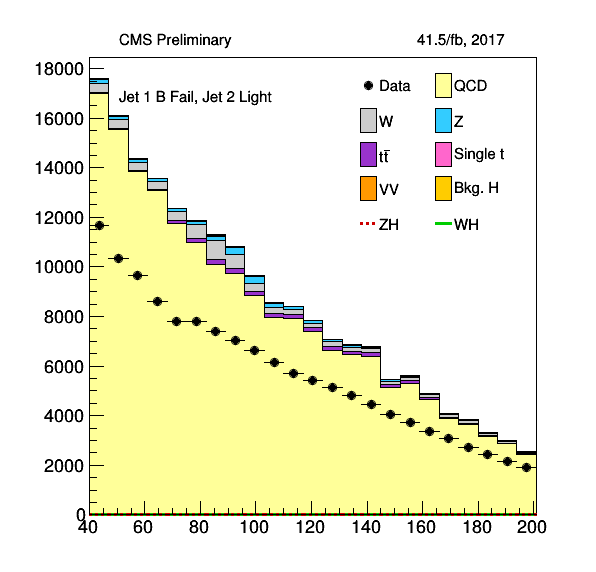 CMS Preliminary 41.5/fb, 2017
Jet 1 B Fail, Jet 2 Light
Data QCD
W Z
tt̅ Single t
VV Bkg. H
ZH WH
18000
16000
14000
12000
10000
8000
6000
4000
2000
0
40 60 80 100 120 140 160 180 200